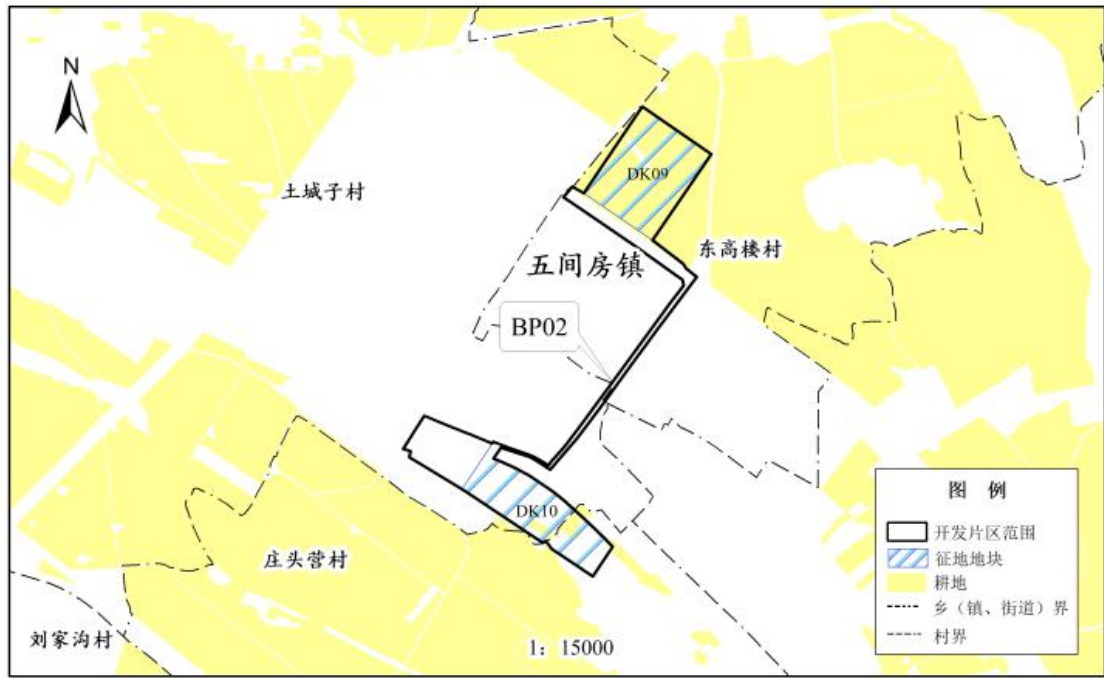 N
DK09
土城子村
东高楼村
五间房镇
BP02
DK10
庄头营村
刘家沟村
1: 15000
图 例
开发片区范围
征地地块
耕地
乡（镇、街道）界
村界